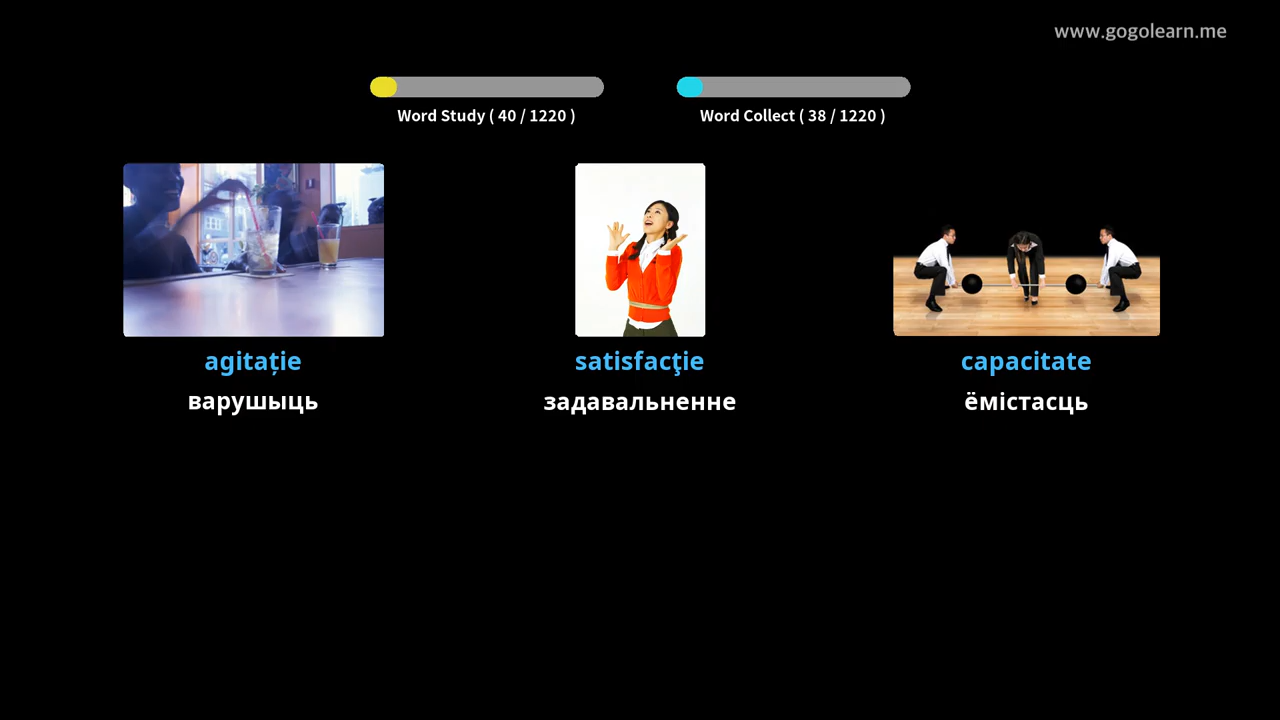 www.gogolearn.me
Word Study ( 40 / 1220 )
Word Collect ( 38 / 1220 )
agitație
satisfacţie
capacitate
варушыць
задавальненне
ёмістасць